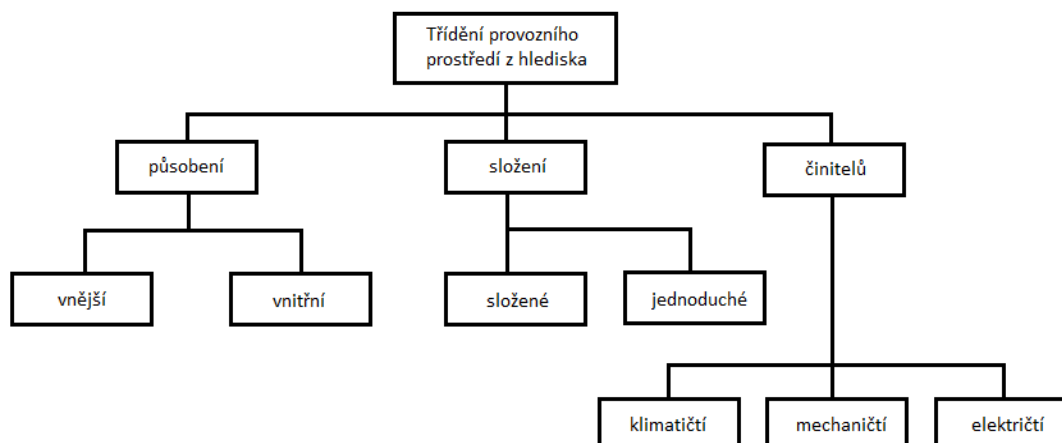 Třídění provozního
prostředí z hlediska
působení
složení
činitelů
vnější
vnitřní
složené
jednoduché
klimatičtí
mechaničtí
električtí